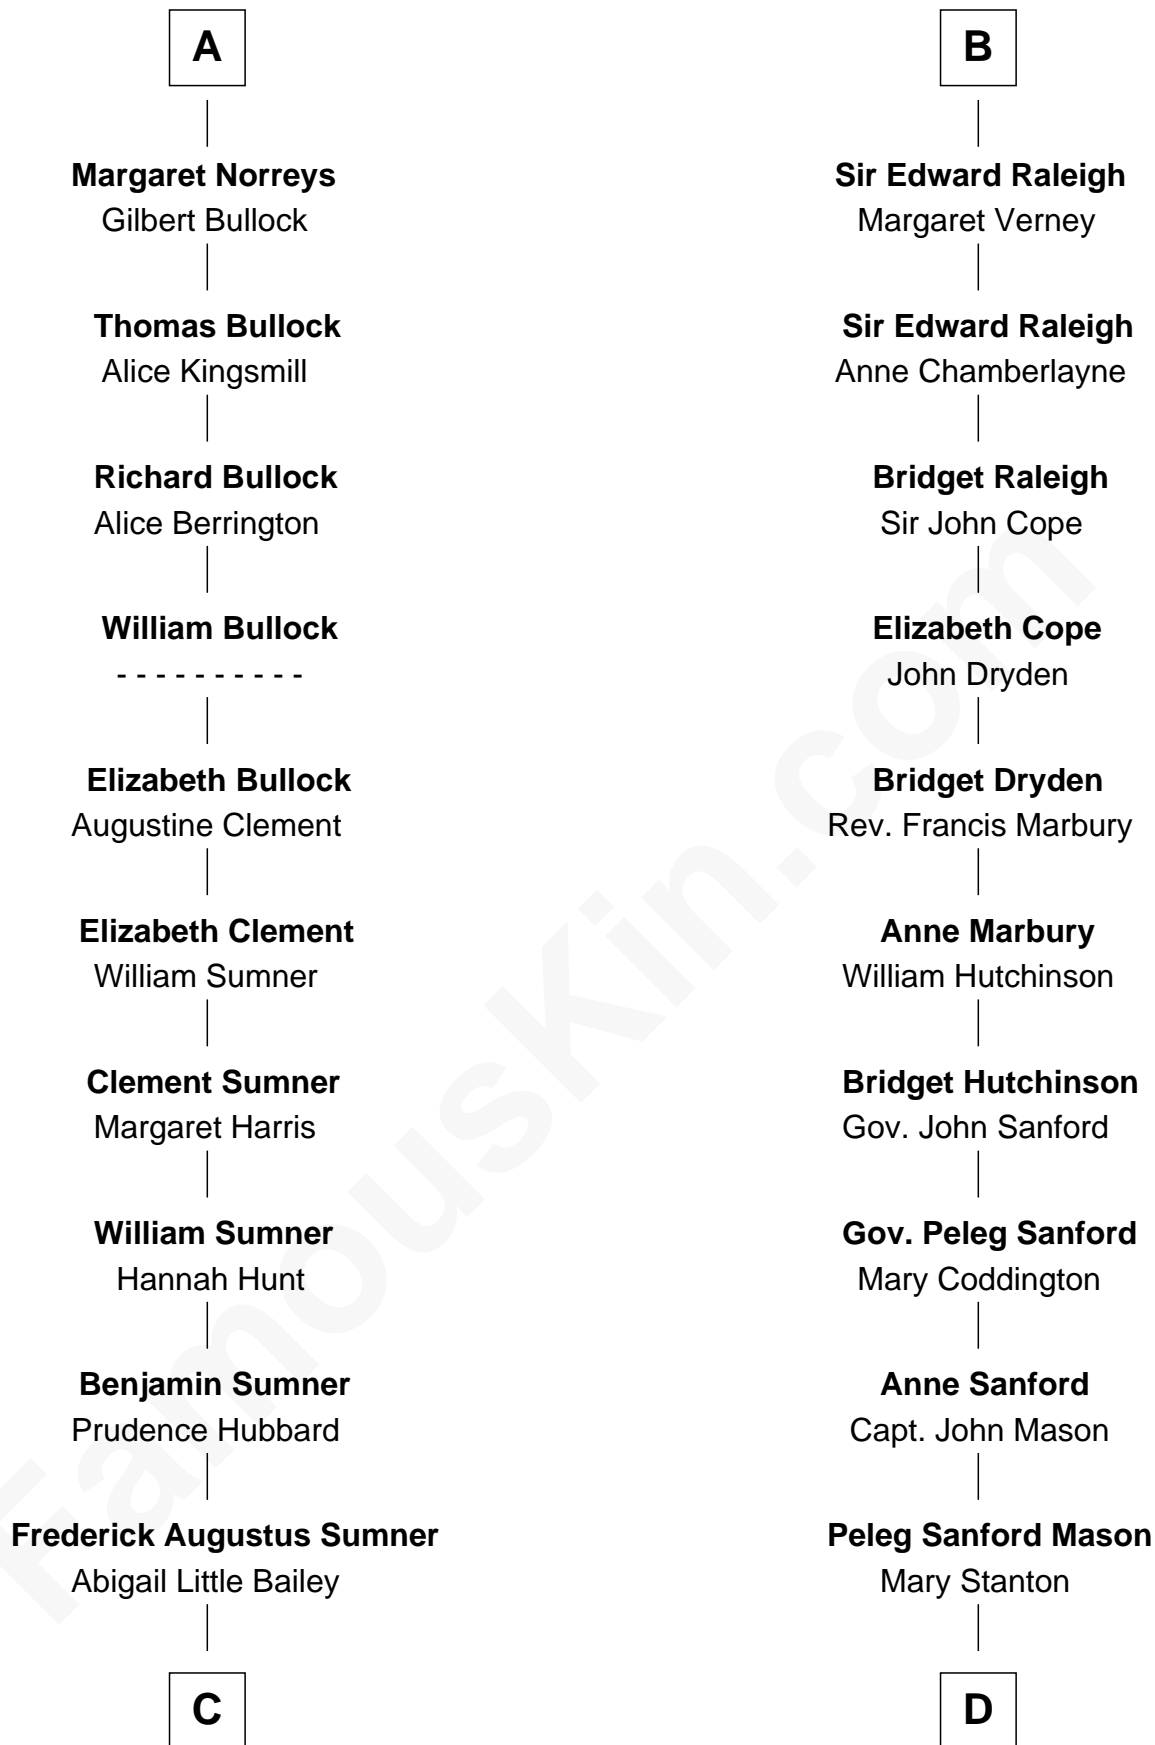 A
Margaret Norreys
Gilbert Bullock
Thomas Bullock
Alice Kingsmill
Richard Bullock
Alice Berrington
William Bullock
- - - - - - - - - -
Elizabeth Bullock
Augustine Clement
Elizabeth Clement
William Sumner
Clement Sumner
Margaret Harris
William Sumner
Hannah Hunt
Benjamin Sumner
Prudence Hubbard
Frederick Augustus Sumner
Abigail Little Bailey
C
B
Sir Edward Raleigh
Margaret Verney
Sir Edward Raleigh
Anne Chamberlayne
Bridget Raleigh
Sir John Cope
Elizabeth Cope
John Dryden
Bridget Dryden
Rev. Francis Marbury
Anne Marbury
William Hutchinson
Bridget Hutchinson
Gov. John Sanford
Gov. Peleg Sanford
Mary Coddington
Anne Sanford
Capt. John Mason
Peleg Sanford Mason
Mary Stanton
D
FamousKin.com